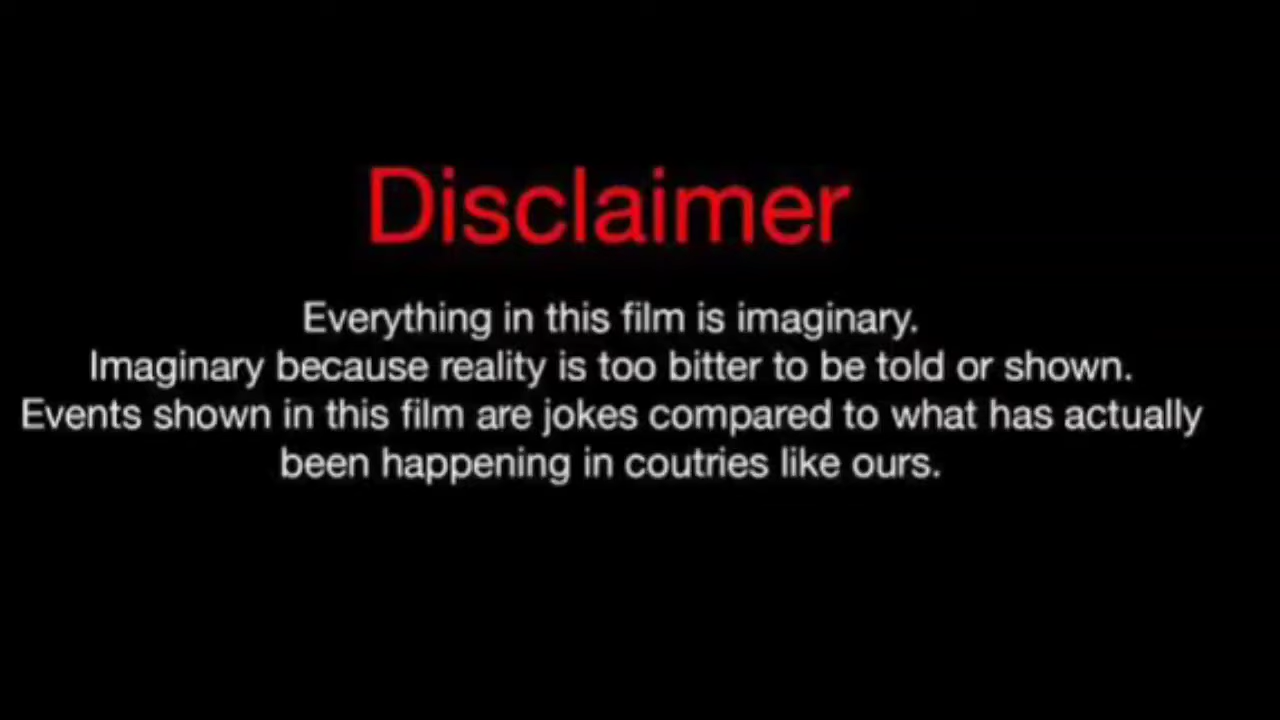 Disclaimer
Everything in this film is imaginary.
Imaginary because reality is too bitter to be told or shown.
Events shown in this film are jokes compared to what has actually
been happening in coutries like ours.